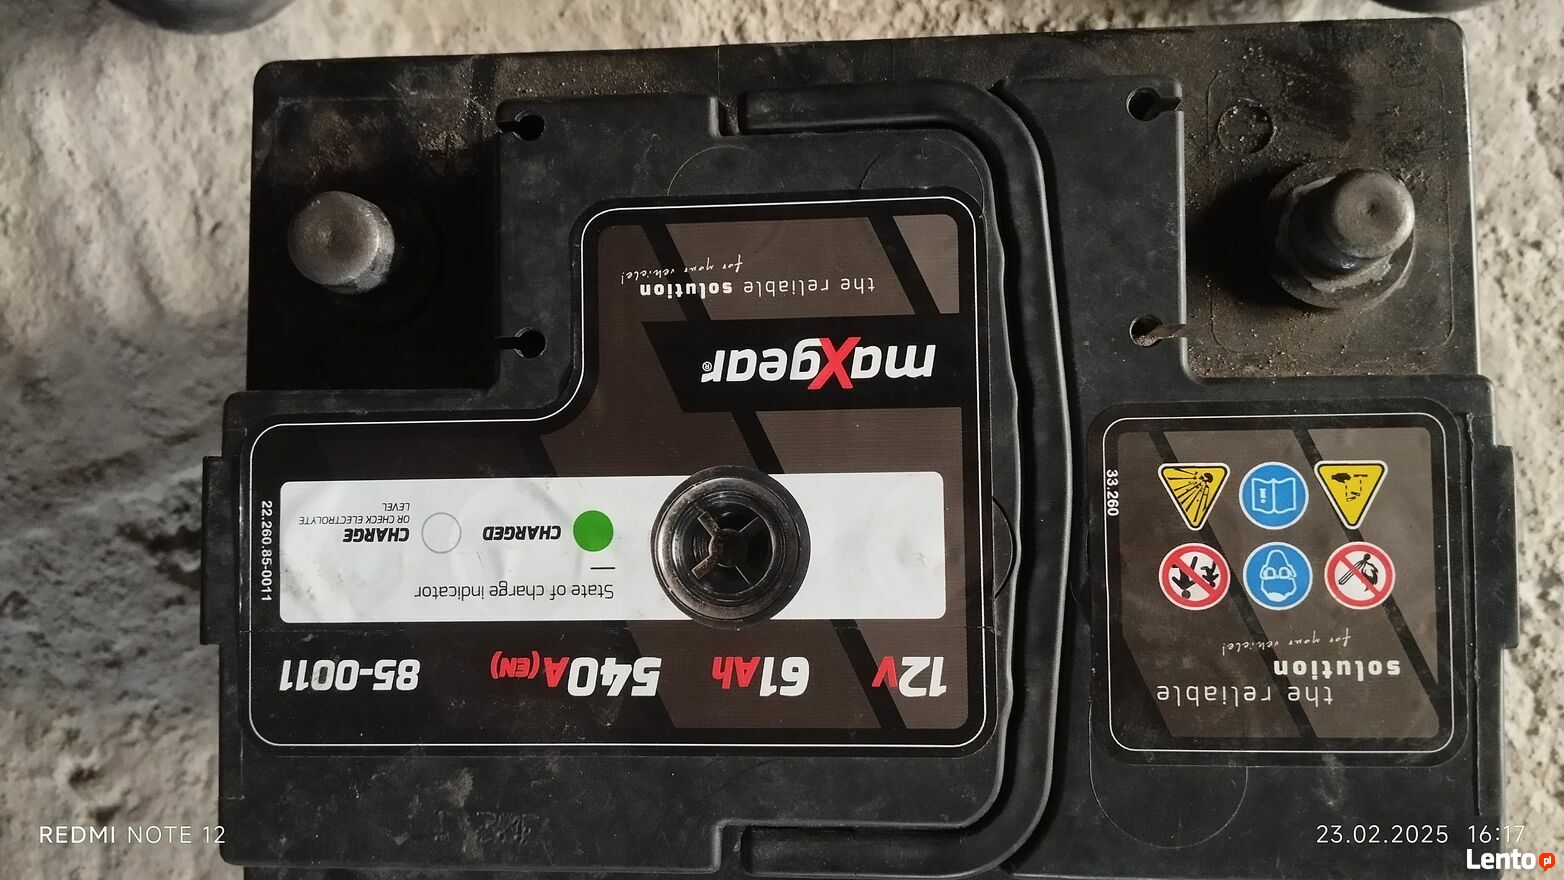 12V 61Ah 540A(EN) 85-0011
State of charge indicator
CHARGED
CHARGE
OR CHECK ELECTROLYTE
LEVEL
maXgear®
the reliable solution
for your vehicle!
22.260.85-0011
the reliable
solution
for your vehicle!
33.260
REDMI NOTE 12
23.02.2025 16:17
Lento pl